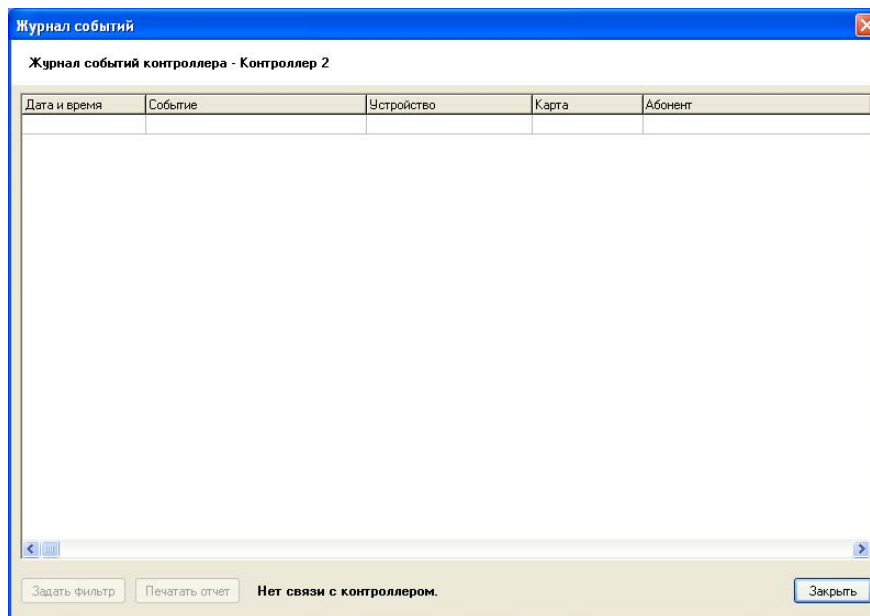 Журнал событий
Журнал событий контроллера - Контроллер 2
Дата и время Событие Устройство Карта Абонент
Задать фильтр Печатать отчет Нет связи с контроллером. Закрыть